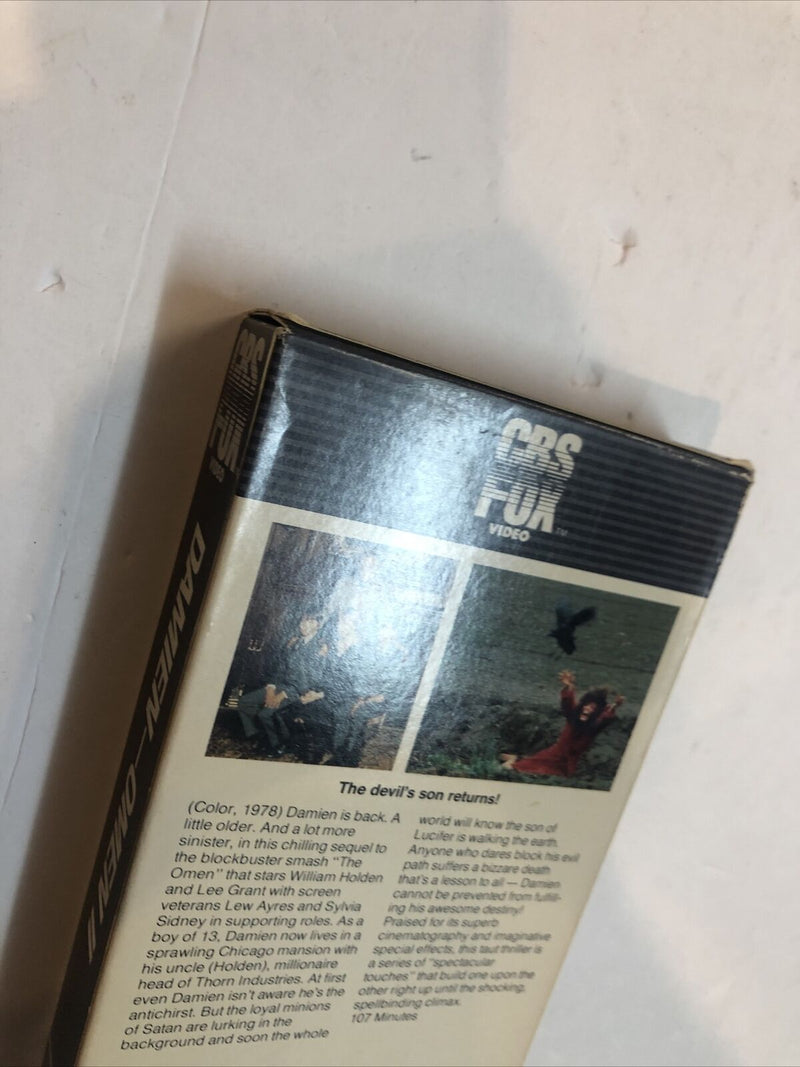 CBS
FOX
VIDEO
DAMIEN—OMEN II
CBS
FOX
VIDEO TM
The devil's son returns!
(Color, 1978) Damien is back. A
little older. And a lot more
sinister, in this chilling sequel to
the blockbuster smash "The
Omen" that stars William Holden
and Lee Grant with screen
veterans Lew Ayres and Sylvia
Sidney in supporting roles. As a
boy of 13, Damien now lives in a
sprawling Chicago mansion with
his uncle (Holden), millionaire
head of Thorn Industries. At first
even Damien isn't aware he's the
antichirst. But the loyal minions
of Satan are lurking in the
background and soon the whole
world will know the son of
Lucifer is walking the earth.
Anyone who dares block his evil
path suffers a bizzare death
that's a lesson to all — Damien
cannot be prevented from fulfill-
ing his awesome destiny!
Praised for its superb
cinematography and imaginative
special effects, this taut thriller is
a series of "spectacular
touches" that build one upon the
other right up until the shocking,
spellbinding climax.
107 Minutes